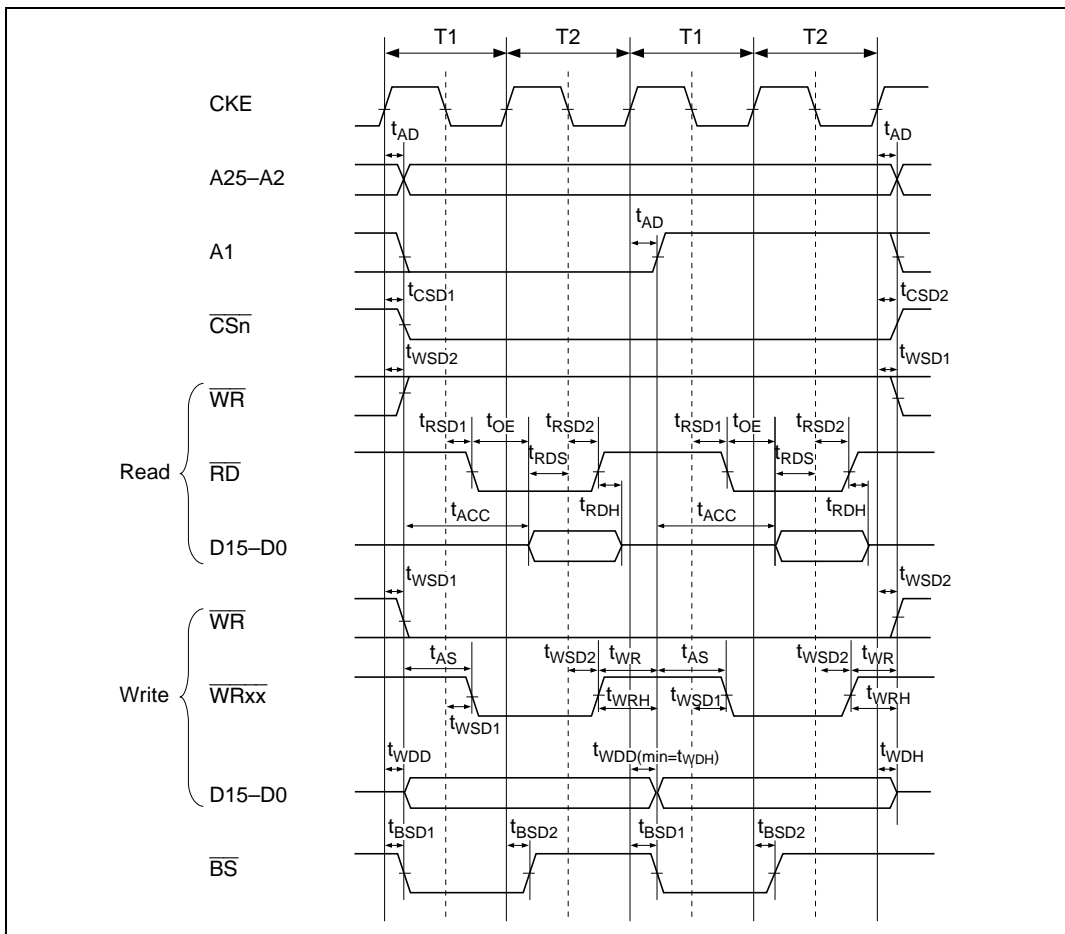 T1 T2 T1 T2
CKE
tAD tAD
A25–A2
tAD
A1
tCSD1 tCSD2
CSn
tWSD2 tWSD1
WR
tRSD1 tOE tRSD2 tRSD1 tOE tRSD2
Read
tRDS tRDS
RD
tRDH tRDH
tACC tACC
D15–D0
tWSD1 tWSD2
WR
tAS tWSD2 tWR tAS tWSD2 tWR
Write
WRxx
tWSD1 tWRH tWSD1 tWRH
tWDD tWDD(min=tWDH) tWDH
D15–D0
tBSD1 tBSD2 tBSD1 tBSD2
BS